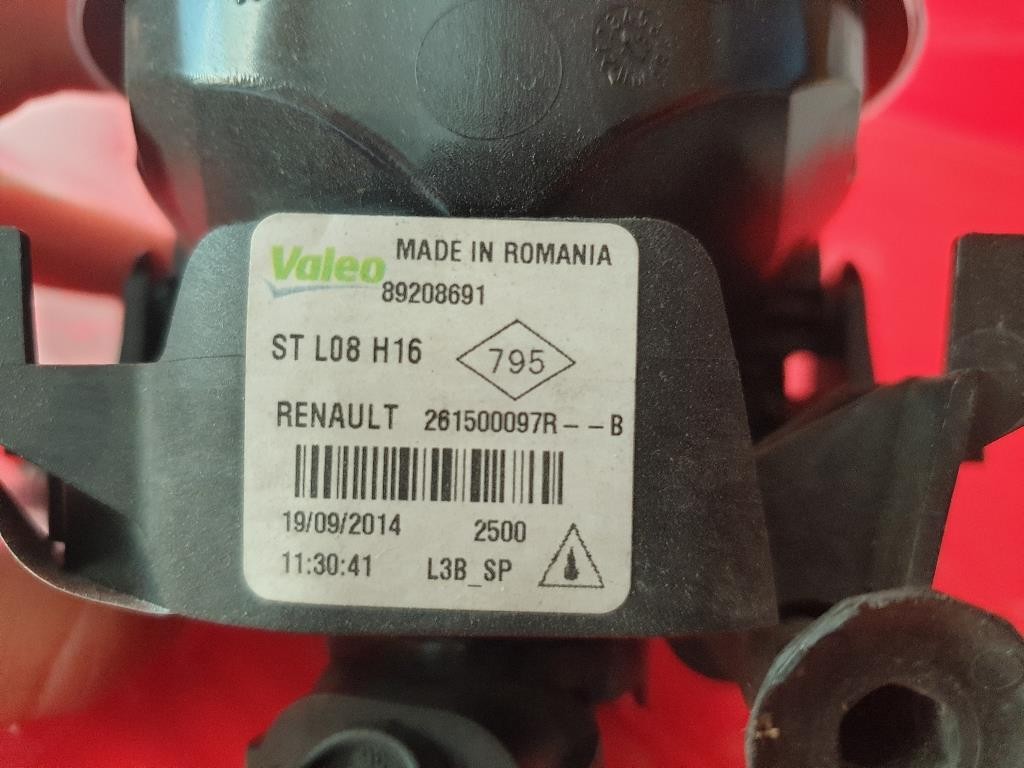 Valeo MADE IN ROMANIA
89208691
ST L08 H16 795
RENAULT 261500097R--B
19/09/2014 2500
11:30:41 L3B_SP